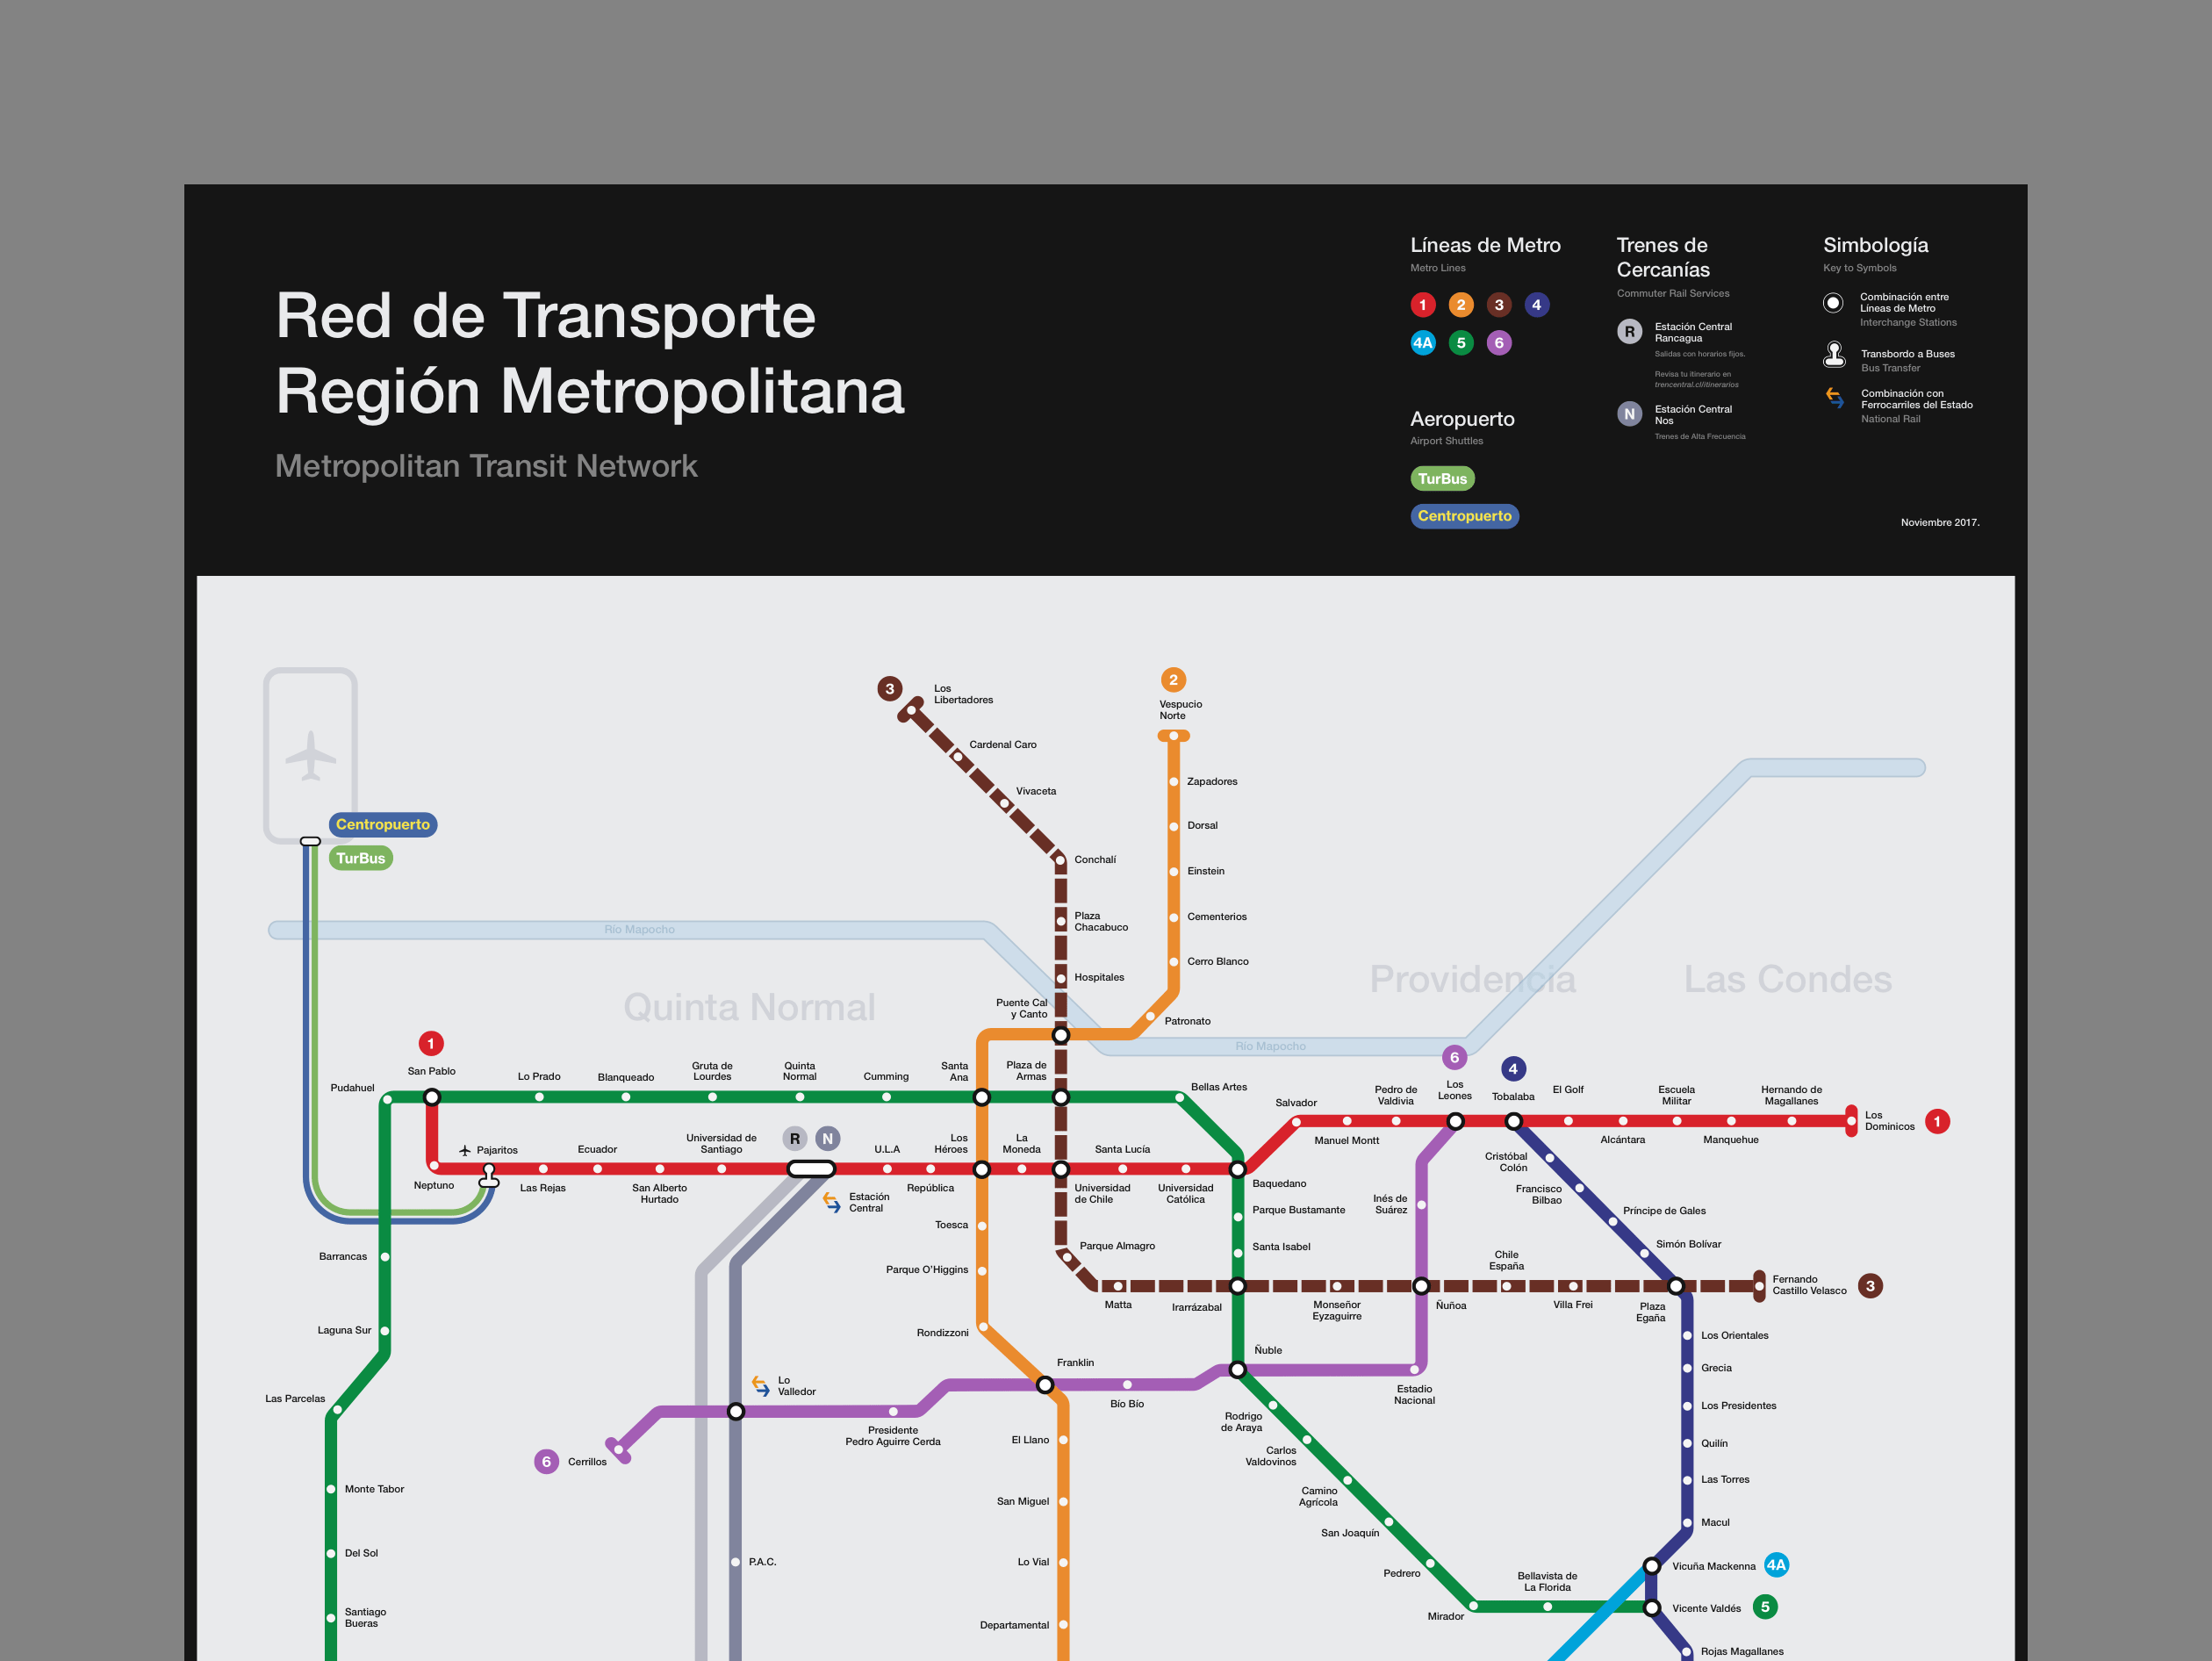 Red de Transporte
Región Metropolitana
Metropolitan Transit Network
Líneas de Metro
Metro Lines
1 2 3 4
4A 5 6
Aeropuerto
Airport Shuttles
TurBus
Centropuerto
Trenes de
Cercanías
Commuter Rail Services
R
Estación Central
Rancagua
Salidas con horarios fijos.
Revisa tu itinerario en
trencentral.cl/itinerarios
N
Estación Central
Nos
Trenes de Alta Frecuencia
Simbología
Key to Symbols
Combinación entre
Líneas de Metro
Interchange Stations
Transbordo a Buses
Bus Transfer
Combinación con
Ferrocarriles del Estado
National Rail
Noviembre 2017.
Centropuerto
TurBus
3
Los
Libertadores
Cardenal Caro
Vivaceta
Conchalí
Plaza
Chacabuco
Hospitales
Puente Cal
y Canto
2
Vespucio
Norte
Zapadores
Dorsal
Einstein
Cementerios
Cerro Blanco
Patronato
Río Mapocho
Río Mapocho
Quinta Normal
Providencia
Las Condes
1
San Pablo
Pudahuel
Lo Prado
Blanqueado
Gruta de
Lourdes
Quinta
Normal
Cumming
Santa
Ana
Plaza de
Armas
Bellas Artes
Neptuno
Pajaritos
Las Rejas
Ecuador
San Alberto
Hurtado
Universidad de
Santiago
R N
Estación
Central
U.L.A
República
Los
Héroes
La
Moneda
Universidad
de Chile
Santa Lucía
Universidad
Católica
Baquedano
Salvador
Manuel Montt
Pedro de
Valdivia
6
Los
Leones
4
Tobalaba
El Golf
Alcántara
Escuela
Militar
Manquehue
Hernando de
Magallanes
Los
Dominicos
1
Cristóbal
Colón
Francisco
Bilbao
Príncipe de Gales
Simón Bolívar
Inés de
Suárez
Parque Bustamante
Santa Isabel
Toesca
Parque O'Higgins
Rondizzoni
Parque Almagro
Matta
Irarrázabal
Monseñor
Eyzaguirre
Ñuñoa
Chile
España
Villa Frei
Plaza
Egaña
Fernando
Castillo Velasco
3
Barrancas
Laguna Sur
Las Parcelas
Monte Tabor
Del Sol
Santiago
Bueras
6
Cerrillos
Lo
Valledor
Presidente
Pedro Aguirre Cerda
Franklin
Bío Bío
Ñuble
Estadio
Nacional
P.A.C.
El Llano
San Miguel
Lo Vial
Departamental
Rodrigo
de Araya
Carlos
Valdovinos
Camino
Agrícola
San Joaquín
Pedrero
Mirador
Bellavista de
La Florida
Los Orientales
Grecia
Los Presidentes
Quilín
Las Torres
Macul
Vicuña Mackenna
4A
Vicente Valdés
5
Rojas Magallanes